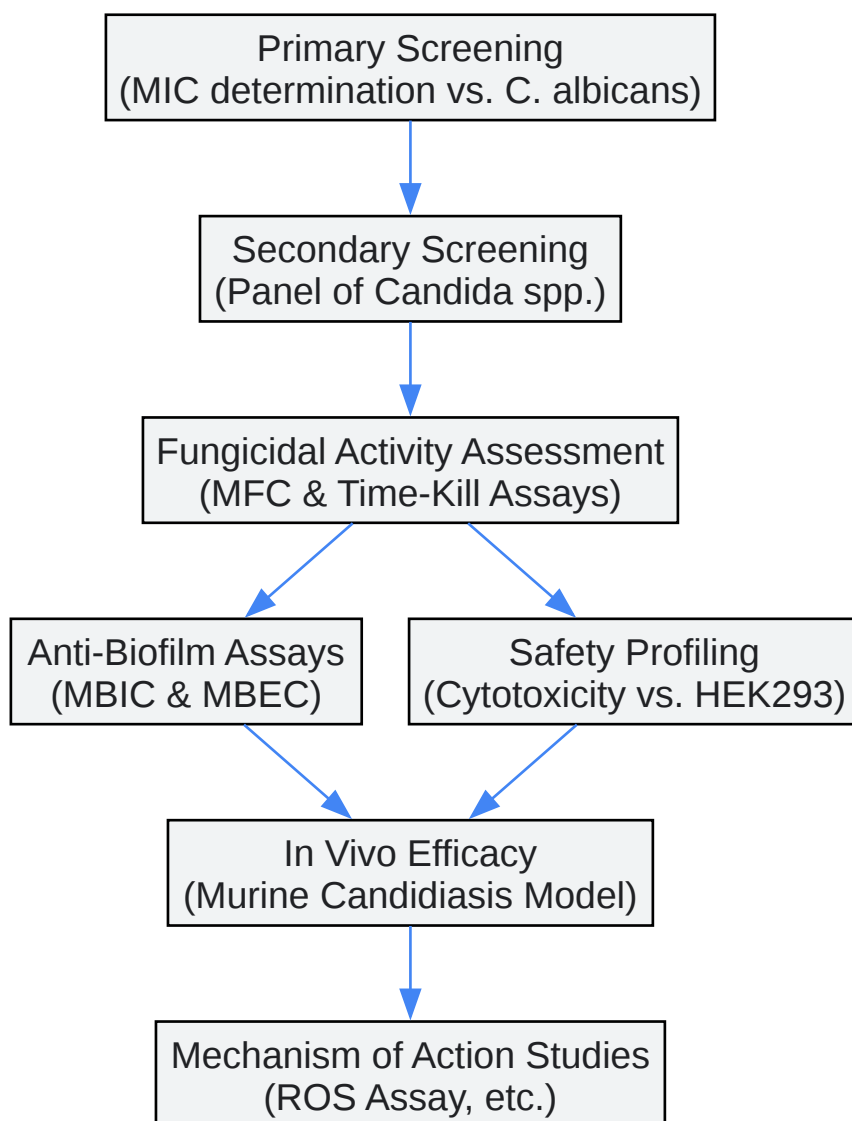 Primary Screening
(MIC determination vs. C. albicans)
Secondary Screening
(Panel of Candida spp.)
Fungicidal Activity Assessment
(MFC & Time-Kill Assays)
Anti-Biofilm Assays
(MBIC & MBEC)
Safety Profiling
(Cytotoxicity vs. HEK293)
In Vivo Efficacy
(Murine Candidiasis Model)
Mechanism of Action Studies
(ROS Assay, etc.)